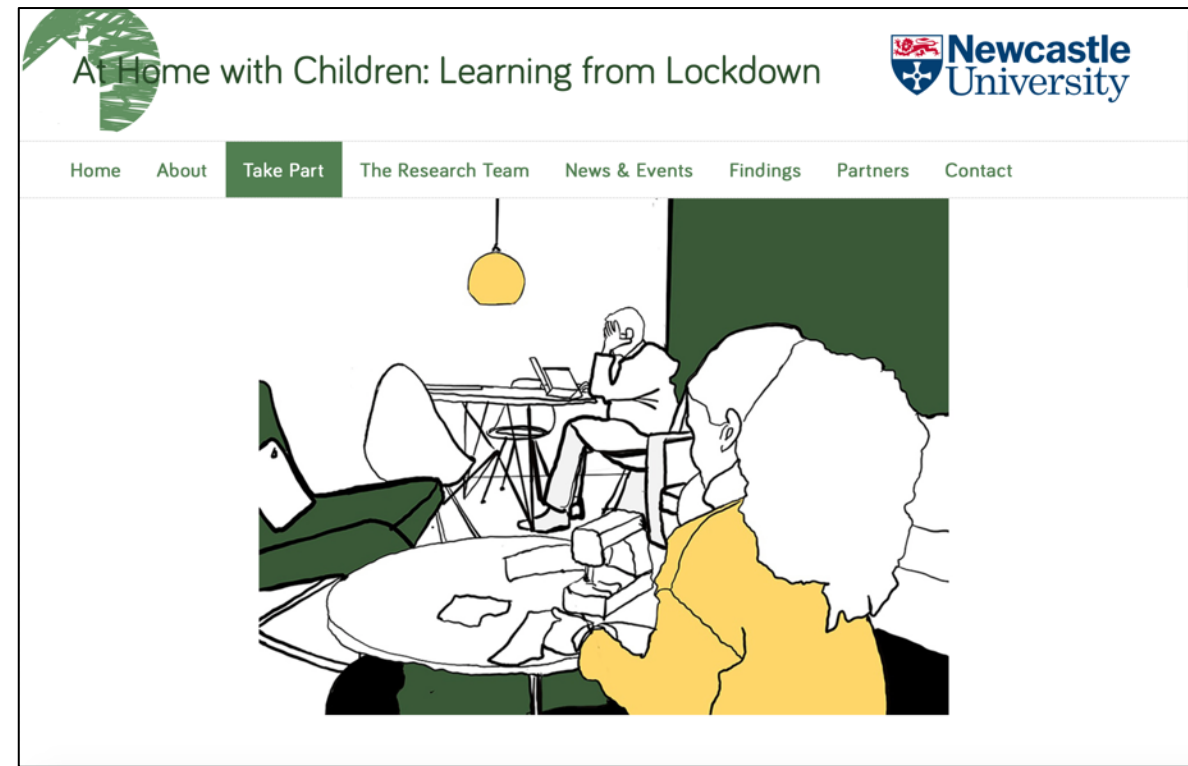 At Home with Children: Learning from Lockdown
Newcastle
University
Home About Take Part The Research Team News & Events Findings Partners Contact